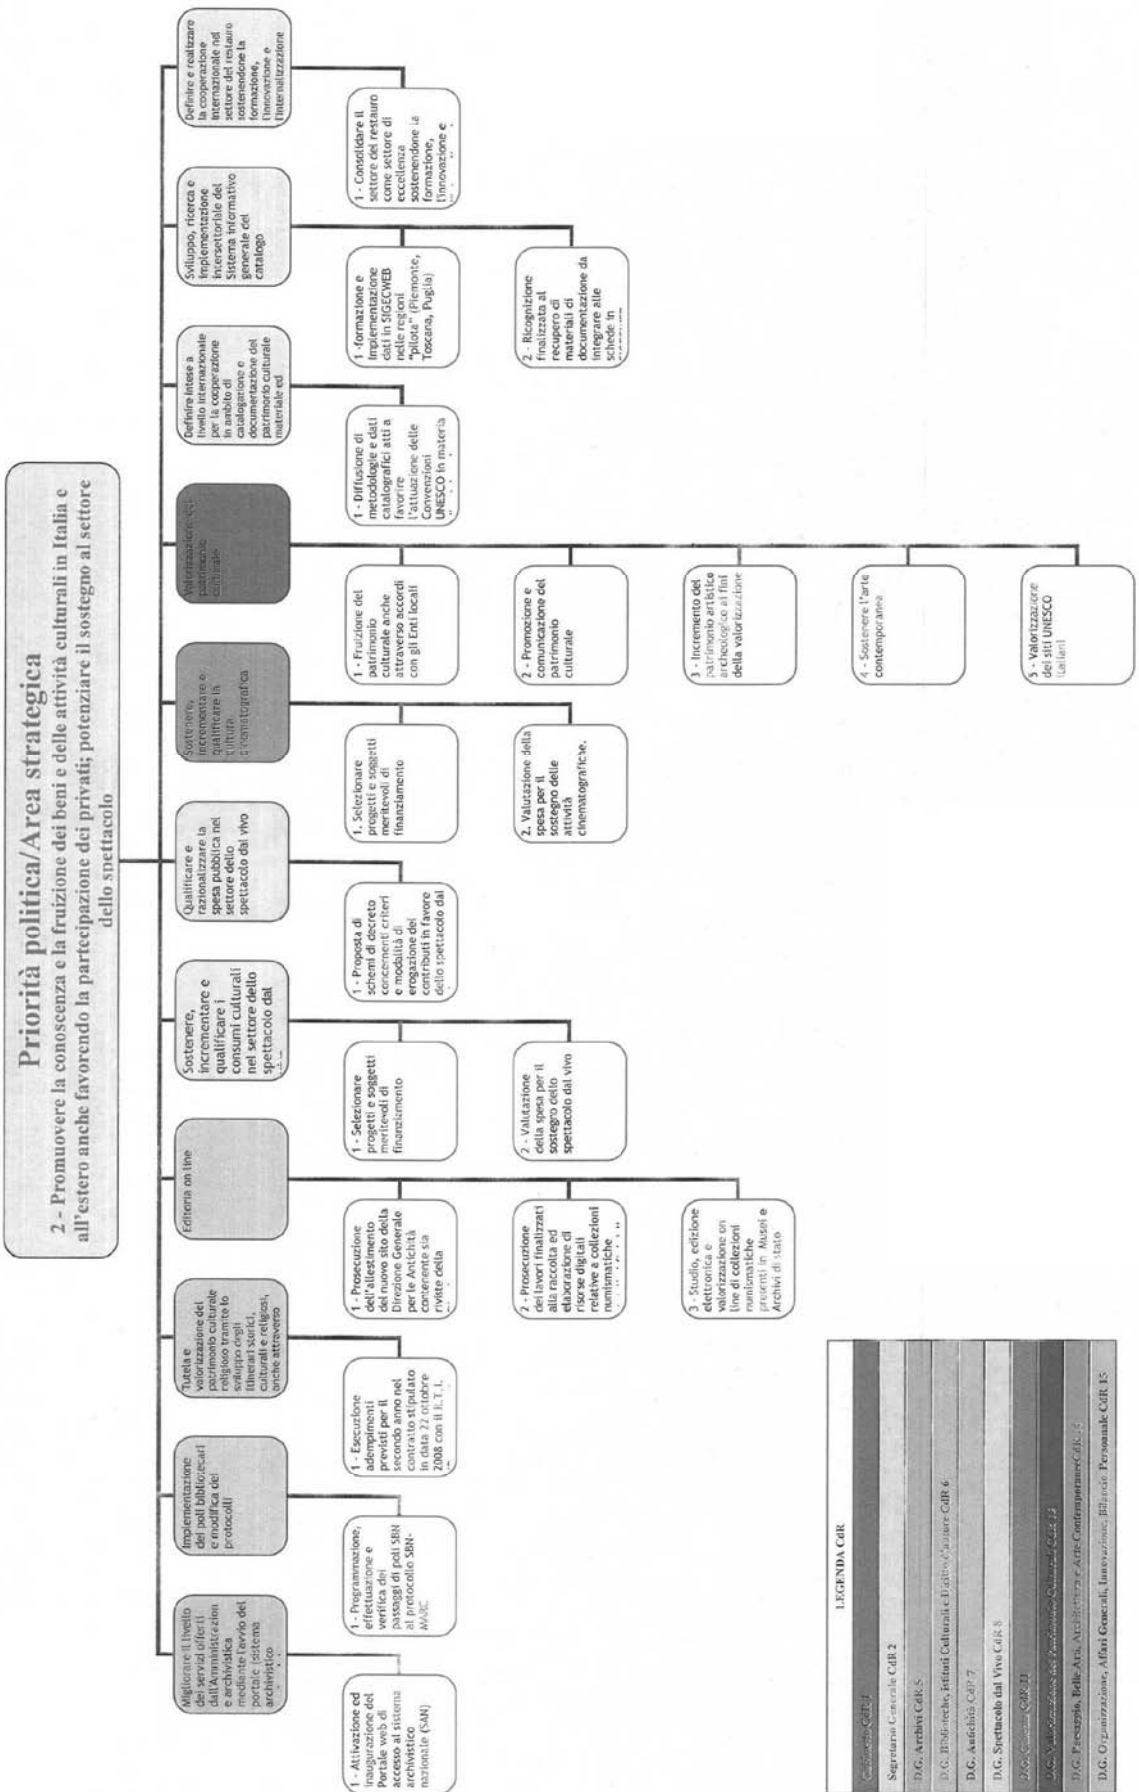 Priorità politica/Area strategica
2 - Promuovere la conoscenza e la fruizione dei beni e delle attività culturali in Italia e
all'estero anche favorendo la partecipazione dei privati; potenziare il sostegno al settore
dello spettacolo
Migliorare il livello
dei servizi offerti
dall'Amministrazion
e archivistica
mediante l'avvio del
portale (sistema
archivistico
1 - Attivazione ed
inaugurazione del
Portale web di
accesso al sistema
archivistico
nazionale (SAN)
Implementazione
dei poli bibliotecari
e modifica dei
protocolli
1 - Programmazione,
effettuazione e
verifica dei
passaggi di poli SBN
al protocollo SBN-
MARC
Tutela e
valorizzazione del
patrimonio culturale
religioso tramite lo
sviluppo degli
itinerari storici,
culturali e religiosi,
anche attraverso
1 - Esecuzione
adempimenti
previsti per il
secondo anno nel
contratto stipulato
in data 22 ottobre
2008 con il R.T.I.
Editoria on line
1 - Prosecuzione
dell'allestimento
del nuovo sito della
Direzione Generale
per le Antichità
contenente sia
riviste della
2 - Prosecuzione
dei lavori finalizzati
alla raccolta ed
elaborazione di
risorse digitali
relative a collezioni
numismatiche
3 - Studio, edizione
elettronica e
valorizzazione on
line di collezioni
numismatiche
presenti in Musei e
Archivi di stato
Sostenere,
incrementare e
qualificare i
consumi culturali
nel settore dello
spettacolo dal
1 - Selezionare
progetti e soggetti
meritevoli di
finanziamento
2 - Valutazione
della spesa per il
sostegno dello
spettacolo dal vivo
Qualificare e
razionalizzare la
spesa pubblica nel
settore dello
spettacolo dal vivo
1 - Proposta di
schemi di decreto
concernenti criteri
e modalità di
erogazione dei
contributi in favore
dello spettacolo dal
Sostenere,
incrementare e
qualificare la
cultura
cinematografica
1. Selezionare
progetti e soggetti
meritevoli di
finanziamento
2. Valutazione della
spesa per il
sostegno delle
attività
cinematografiche.
Valorizzazione del
patrimonio
culturale
1 - Fruizione del
patrimonio
culturale anche
attraverso accordi
con gli Enti locali
2 - Promozione e
comunicazione del
patrimonio
culturale
3 - Incremento del
patrimonio artistico
archeologico ai fini
della valorizzazione
4 - Sostenere l'arte
contemporanea
5 - Valorizzazione
dei siti UNESCO
italiani
Definire intese a
livello internazionale
per la cooperazione
in ambito di
catalogazione e
documentazione del
patrimonio culturale
materiale ed
1 - Diffusione di
metodologie e dati
catalografici atti a
favorire
l'attuazione delle
Convenzioni
UNESCO in materia
Sviluppo, ricerca e
implementazione
intersettoriale del
Sistema informativo
generale del
catalogo
1 -formazione e
implementazione
dati in SIGECWEB
nelle regioni
"pilota" (Piemonte,
Toscana, Puglia)
2 - Ricognizione
finalizzata al
recupero di
materiali di
documentazione da
integrare alle
schede in
Definire e realizzare
la cooperazione
internazionale nel
settore del restauro
sostenendone la
formazione,
l'innovazione e
l'internalizzazione
1 - Consolidare il
settore del restauro
come settore di
eccellenza
sostenendone la
formazione,
l'innovazione e
LEGENDA CdR
Gabinetto CdR 1
Segretario Generale CdR 2
D.G. Archivi CdR 5
D.G. Biblioteche, istituti Culturali e Diritto d'autore CdR 6
D.G. Antichità CdR 7
D.G. Spettacolo dal Vivo CdR 8
D.G. Cinema CdR 11
D.G. Valorizzazione del Patrimonio Culturale CdR 13
D.G. Paesaggio, Belle Arti, Architettura e Arte Contemporanee CdR
D.G. Organizzazione, Affari Generali, Innovazione, Bilancio Personale CdR 15